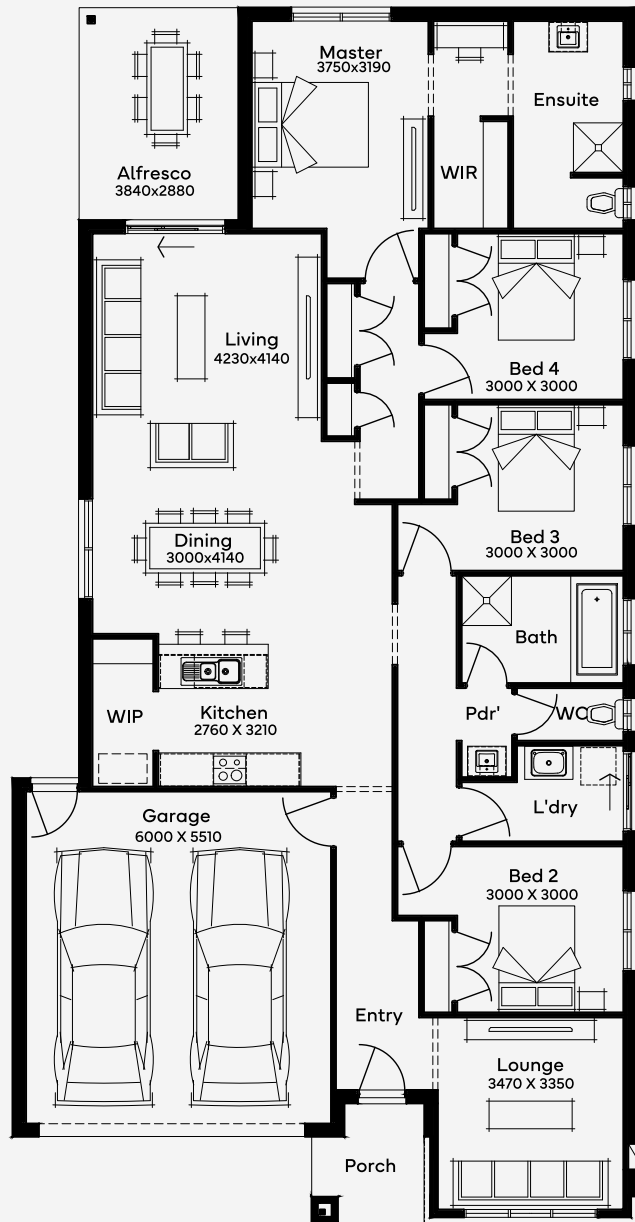 Master
3750x3190
Ensuite
WIR
Alfresco
3840x2880
Living
4230x4140
Bed 4
3000 X 3000
Bed 3
3000 X 3000
Dining
3000x4140
Bath
WIP
Kitchen
2760 X 3210
Pdr'
WC
L'dry
Garage
6000 X 5510
Bed 2
3000 X 3000
Entry
Lounge
3470 X 3350
Porch